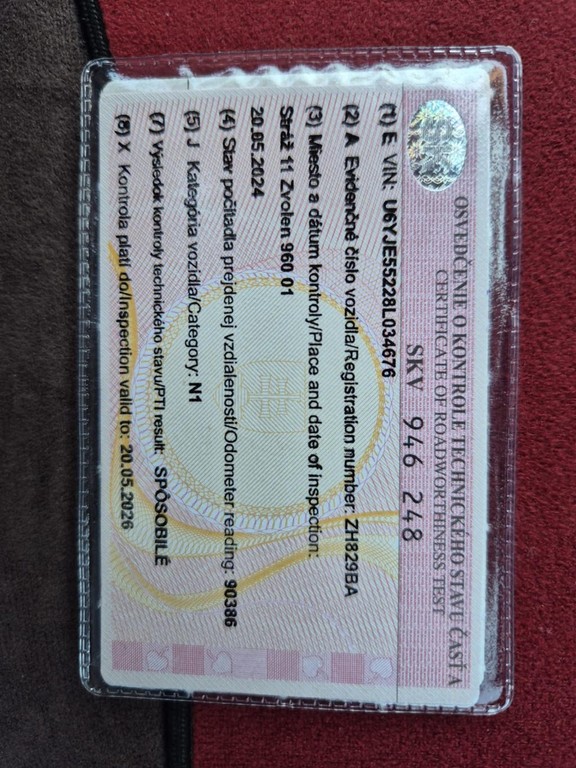 OSVEDČENIE O KONTROLE TECHNICKÉHO STAVU ČASŤ A
CERTIFICATE OF ROADWORTHINESS TEST
SKV 946 248
(1) E VIN: U6YJE55228L034676
(2) A Evidenčné číslo vozidla/Registration number: ZH829BA
(3) Miesto a dátum kontroly/Place and date of inspection:
Stráž 11 Zvolen 960 01
20.05.2024
(4) Stav počítadla prejdenej vzdialenosti/Odometer reading: 90386
(5) J Kategória vozidla/Category: N1
(7) Výsledok kontroly technického stavu/PTI result: SPÔSOBILÉ
(8) X Kontrola platí do/Inspection valid to: 20.05.2026